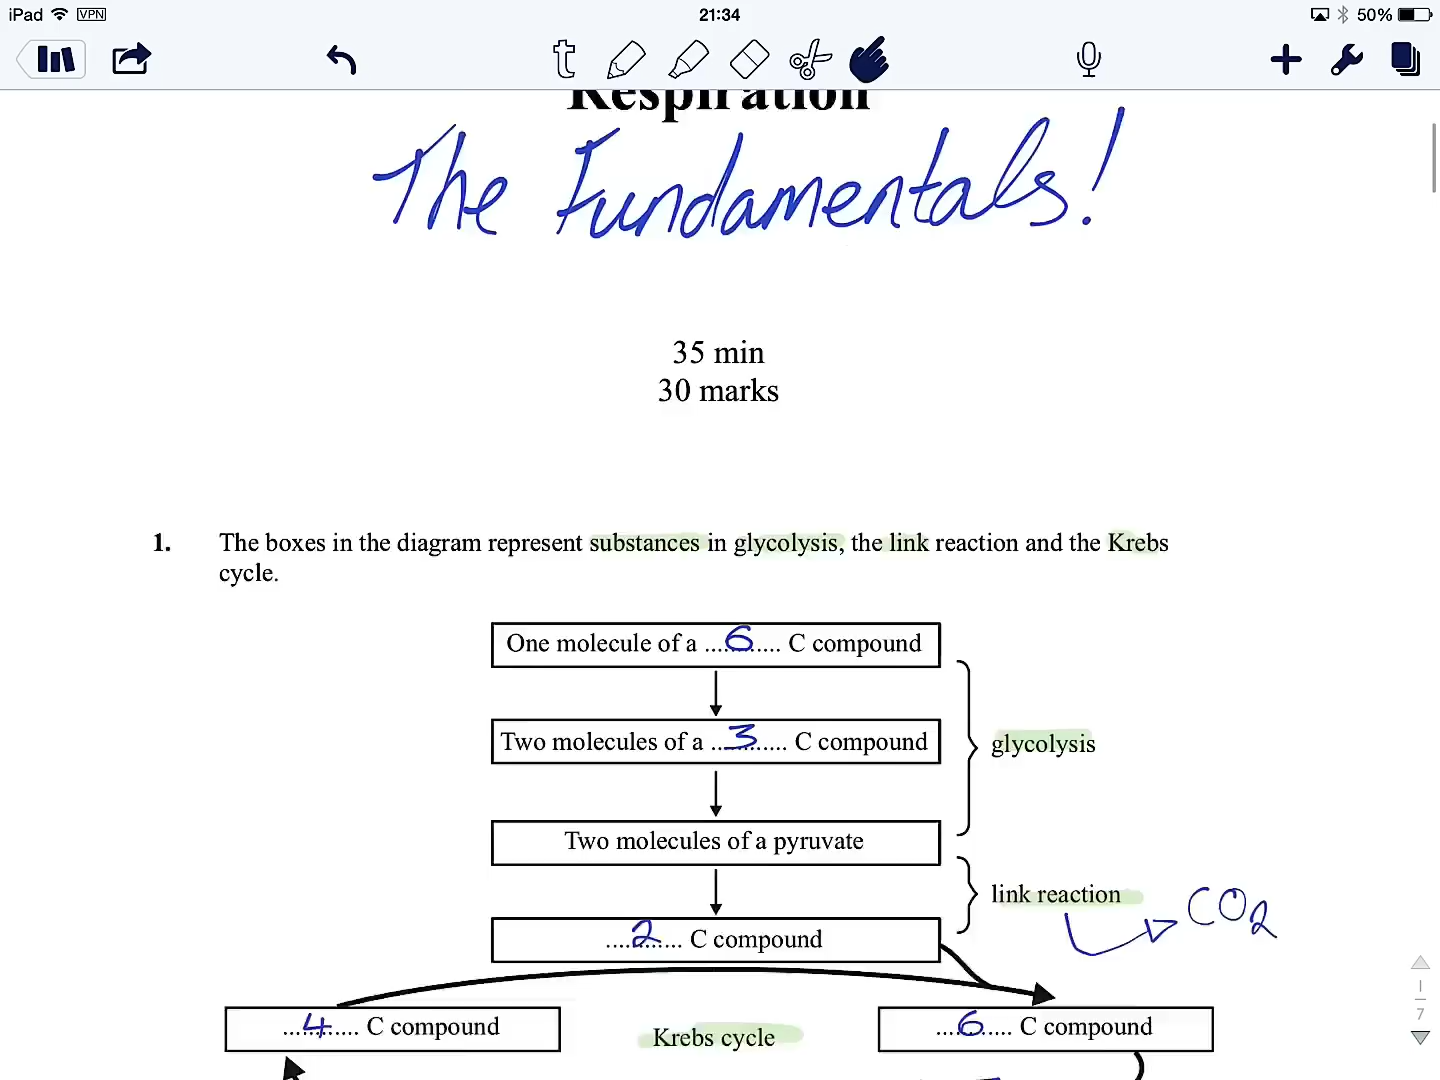 iPad VPN 21:34 50%
t
Respiration
The Fundamentals!
35 min
30 marks
1. The boxes in the diagram represent substances in glycolysis, the link reaction and the Krebs
cycle.
One molecule of a ....6..... C compound
Two molecules of a ....3..... C compound
glycolysis
Two molecules of a pyruvate
link reaction
CO2
....2..... C compound
....4..... C compound
Krebs cycle
....6..... C compound
1
7